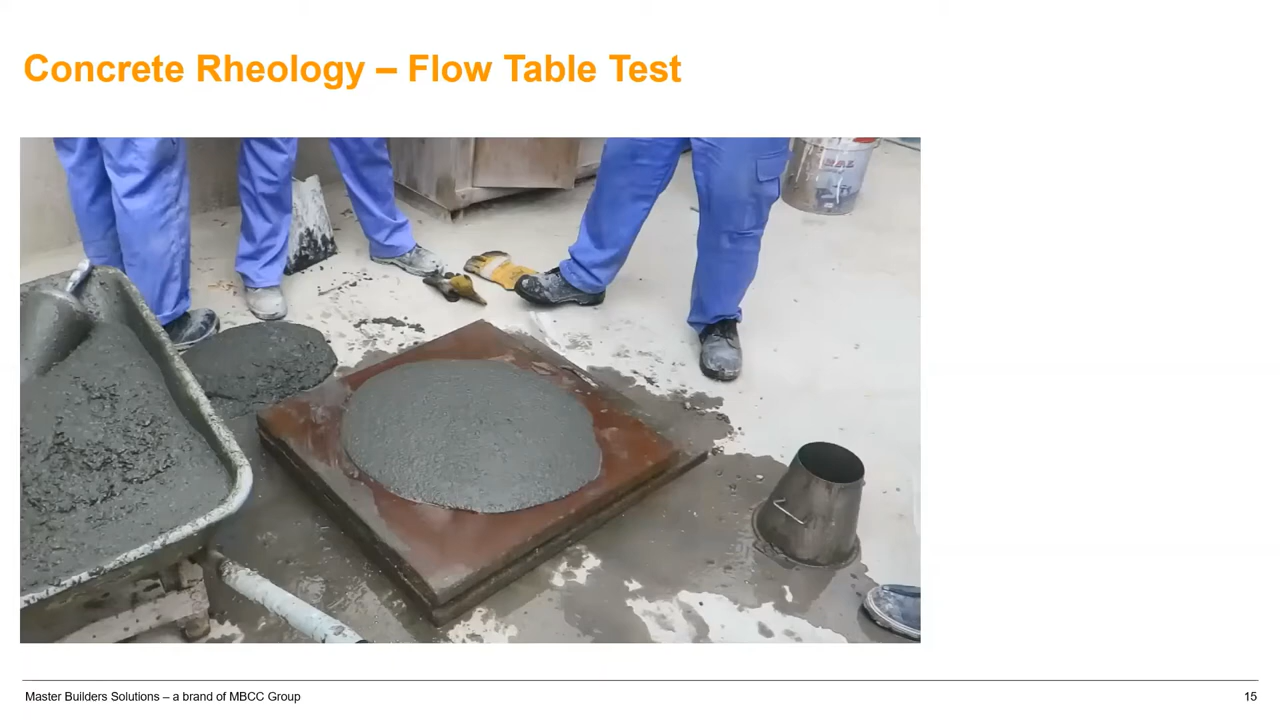 Concrete Rheology – Flow Table Test
Master Builders Solutions – a brand of MBCC Group
15